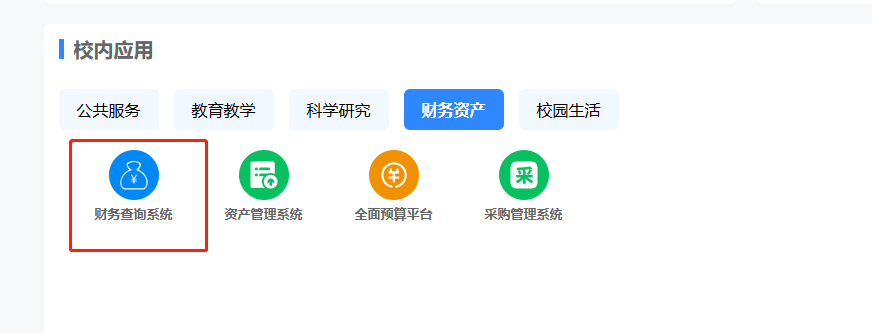 校内应用
公共服务 教育教学 科学研究 财务资产 校园生活
¥ ¥ 采
财务查询系统 资产管理系统 全面预算平台 采购管理系统